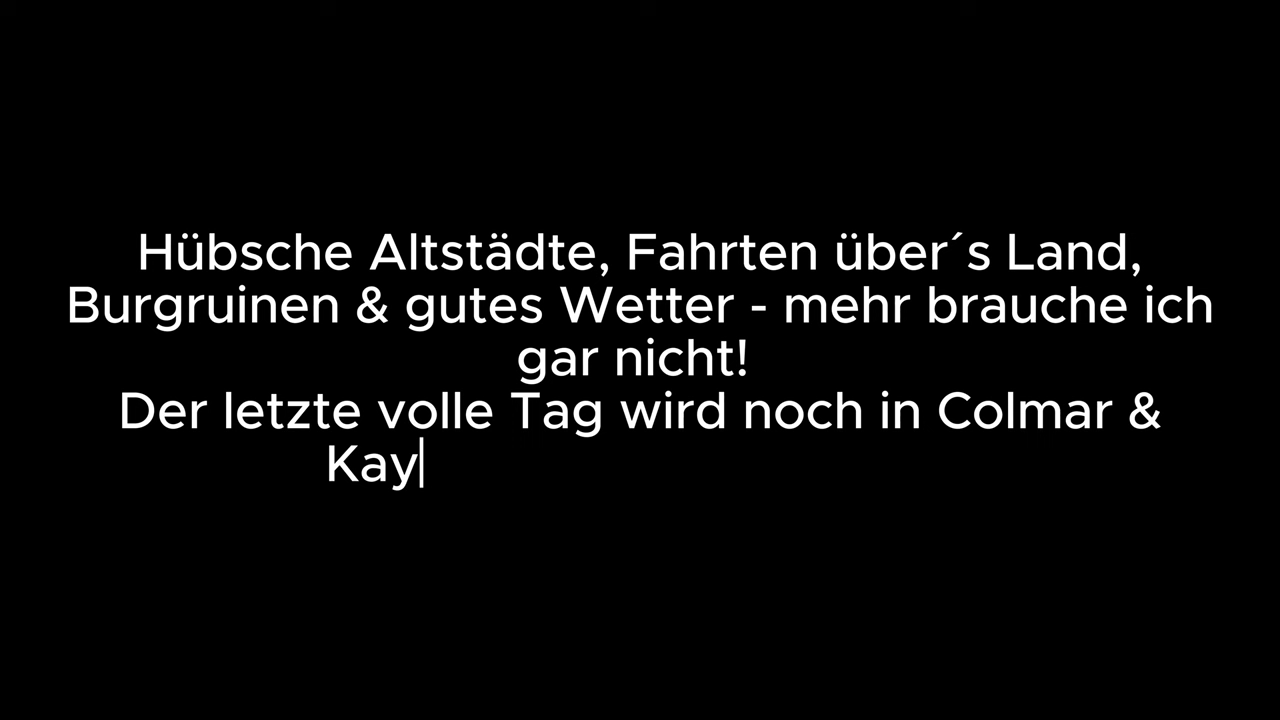 Hübsche Altstädte, Fahrten über´s Land,
Burgruinen & gutes Wetter - mehr brauche ich
gar nicht!
Der letzte volle Tag wird noch in Colmar &
Kay